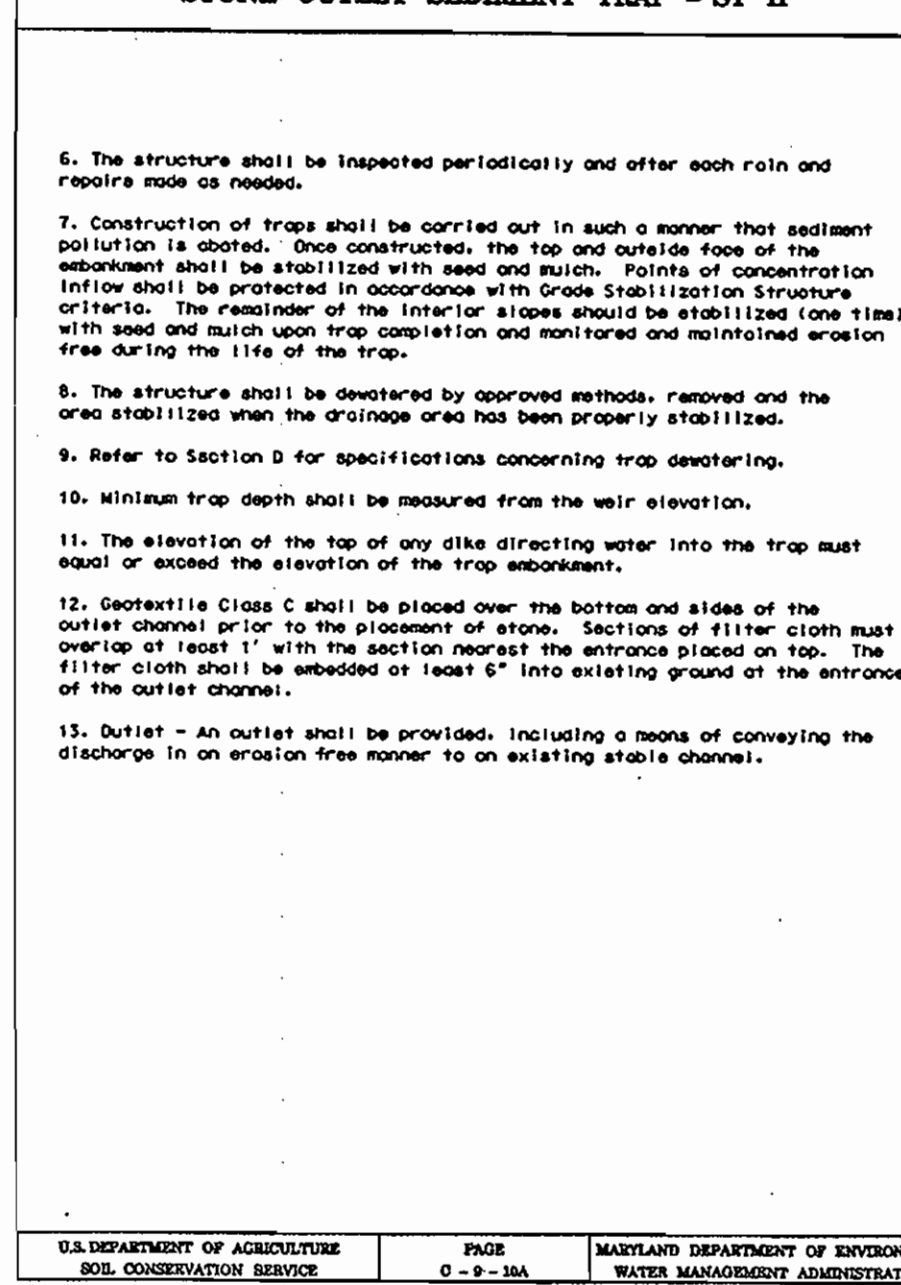 STONE OUTLET SEDIMENT TRAP - ST II
6. The structure shall be inspected periodically and after each rain and
repairs made as needed.
7. Construction of traps shall be carried out in such a manner that sediment
pollution is abated. Once constructed, the top and outside face of the
embankment shall be stabilized with seed and mulch. Points of concentration
inflow shall be protected in accordance with Grade Stabilization Structure
criteria. The remainder of the interior slopes should be stabilized (one time)
with seed and mulch upon trap completion and monitored and maintained erosion
free during the life of the trap.
8. The structure shall be dewatered by approved methods, removed and the
area stabilized when the drainage area has been properly stabilized.
9. Refer to Section D for specifications concerning trap dewatering.
10. Minimum trap depth shall be measured from the weir elevation.
11. The elevation of the top of any dike directing water into the trap must
equal or exceed the elevation of the trap embankment.
12. Geotextile Class C shall be placed over the bottom and sides of the
outlet channel prior to the placement of stone. Sections of filter cloth must
overlap at least 1' with the section nearest the entrance placed on top. The
filter cloth shall be embedded at least 6" into existing ground at the entrance
of the outlet channel.
13. Outlet - An outlet shall be provided, including a means of conveying the
discharge in an erosion free manner to an existing stable channel.
U.S. DEPARTMENT OF AGRICULTURE
SOIL CONSERVATION SERVICE
PAGE
C - 9 - 10A
MARYLAND DEPARTMENT OF ENVIRON
WATER MANAGEMENT ADMINISTRAT